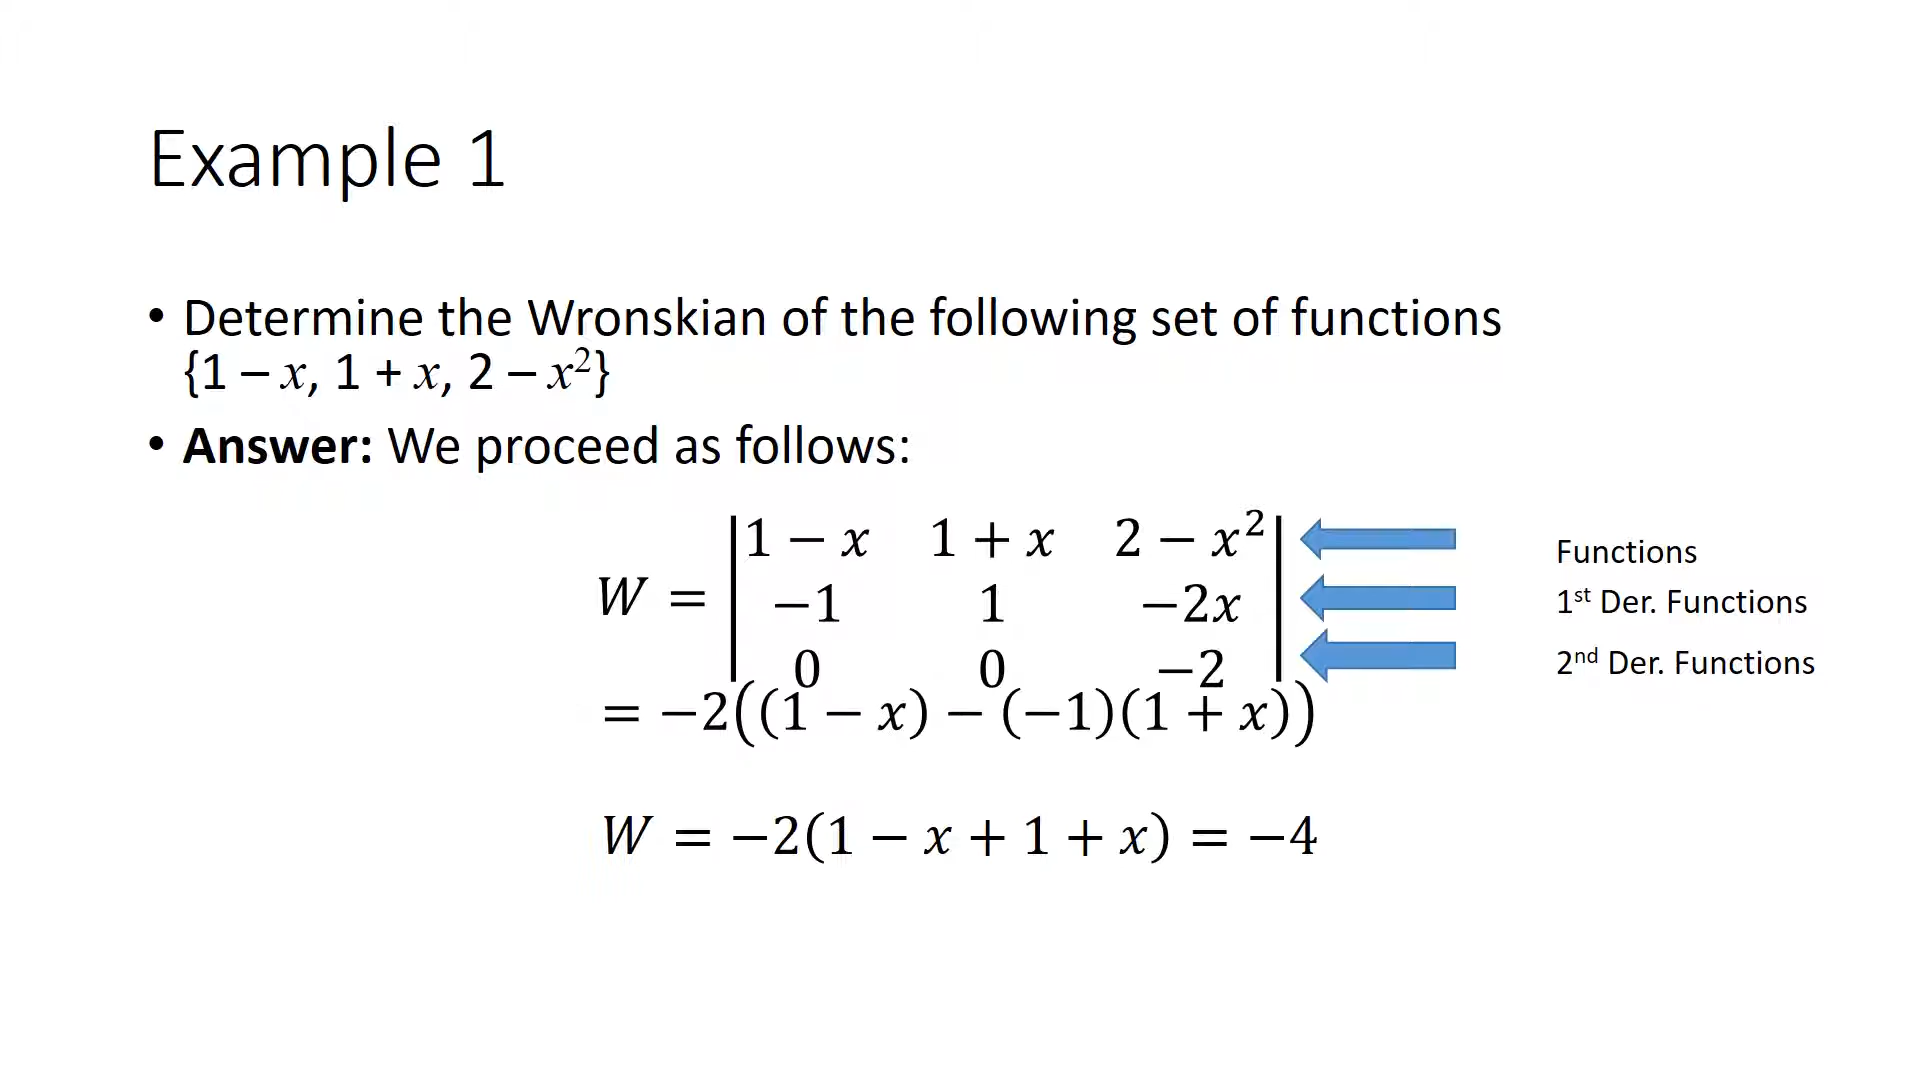 Example 1
• Determine the Wronskian of the following set of functions
{1 – x, 1 + x, 2 – x²}
• Answer: We proceed as follows:
W = |1 − x   1 + x   2 − x²|
|−1   1   −2x|
|0   0   −2|
Functions
1st Der. Functions
2nd Der. Functions
= −2((1 − x) − (−1)(1 + x))
W = −2(1 − x + 1 + x) = −4